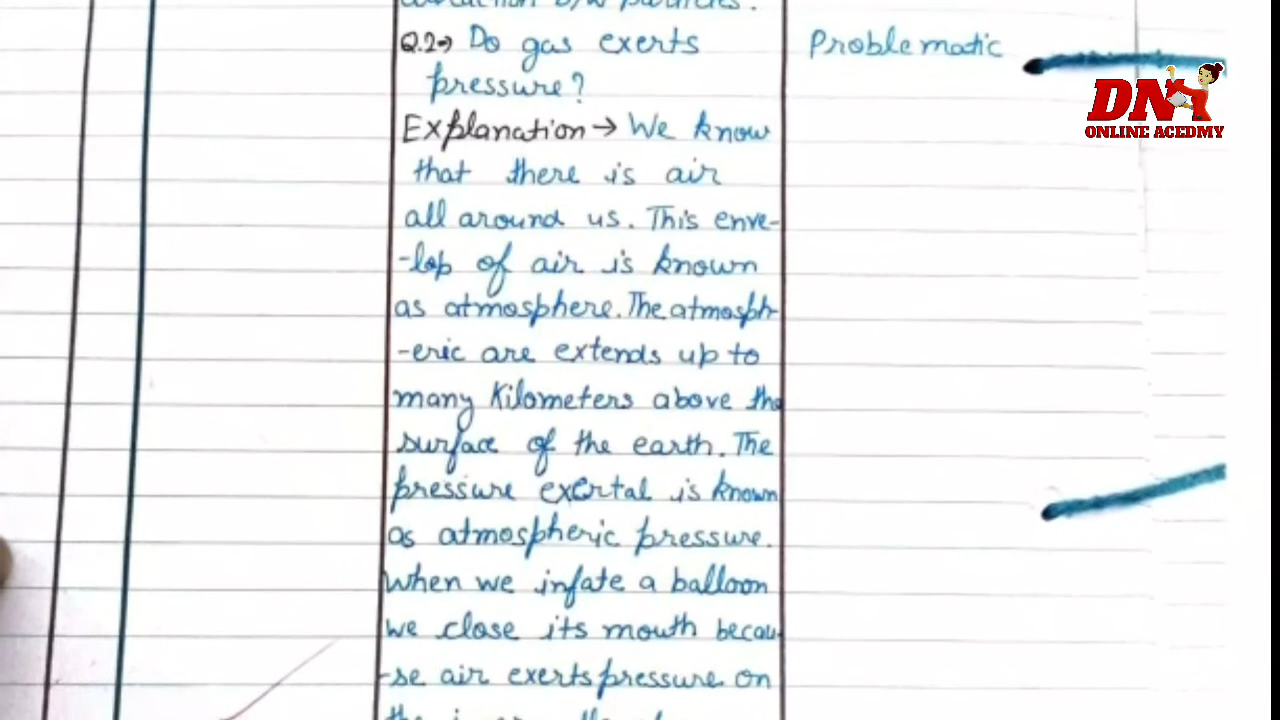 Q.2→ Do gas exerts
pressure?
Problematic
DNY
ONLINE ACEDMY
Explanation → We know
that there is air
all around us. This enve-
-lop of air is known
as atmosphere. The atmosph-
-eric are extends up to
many Kilometers above the
surface of the earth. The
pressure exertal is known
as atmospheric pressure.
When we infate a balloon
we close its mouth becau-
-se air exerts pressure on